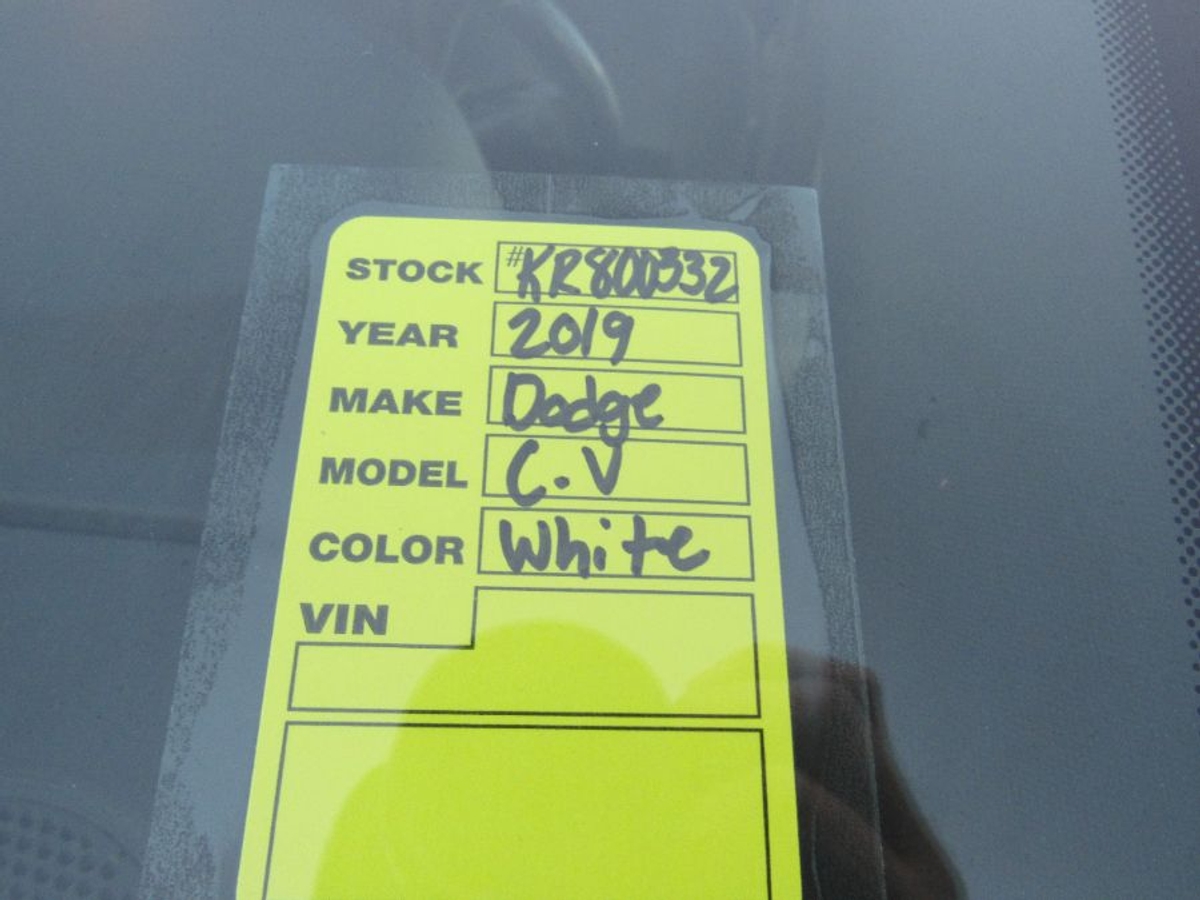 STOCK #KR800332
YEAR 2019
MAKE Dodge
MODEL C.V
COLOR White
VIN